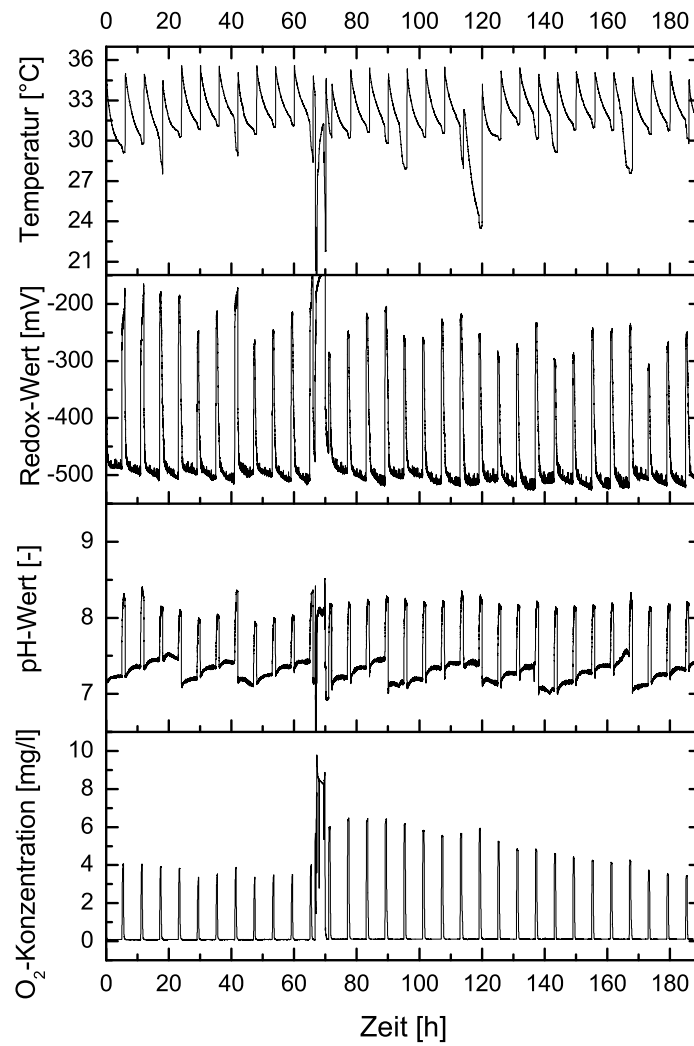 0 20 40 60 80 100 120 140 160 180
36
33
30
27
24
21
Temperatur [°C]
-200
-300
-400
-500
Redox-Wert [mV]
9
8
7
pH-Wert [-]
10
8
6
4
2
0
O₂-Konzentration [mg/l]
0 20 40 60 80 100 120 140 160 180
Zeit [h]